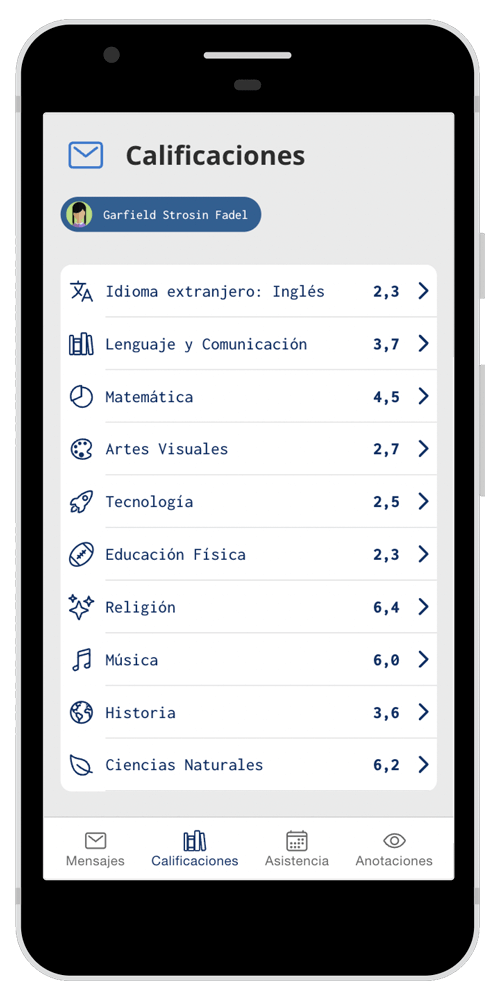 Calificaciones
Garfield Strosin Fadel
Idioma extranjero: Inglés 2,3
Lenguaje y Comunicación 3,7
Matemática 4,5
Artes Visuales 2,7
Tecnología 2,5
Educación Física 2,3
Religión 6,4
Música 6,0
Historia 3,6
Ciencias Naturales 6,2
Mensajes Calificaciones Asistencia Anotaciones